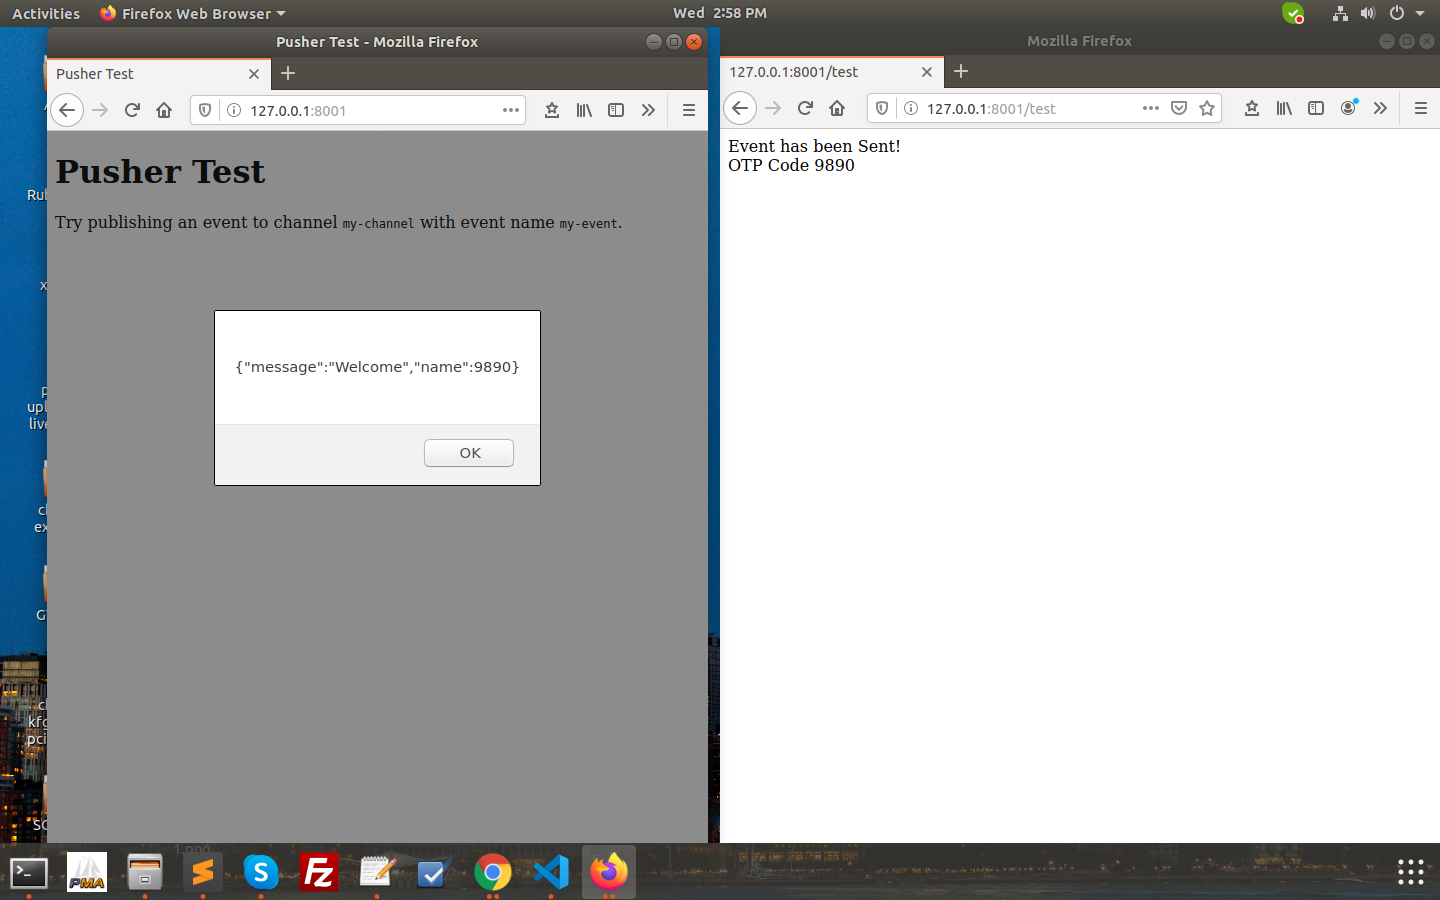 Activities
Firefox Web Browser
Wed 2:58 PM
Pusher Test - Mozilla Firefox
Pusher Test
127.0.0.1:8001
Pusher Test
Try publishing an event to channel my-channel with event name my-event.
{"message":"Welcome","name":9890}
OK
Mozilla Firefox
127.0.0.1:8001/test
127.0.0.1:8001/test
Event has been Sent!
OTP Code 9890
1.png
PMA